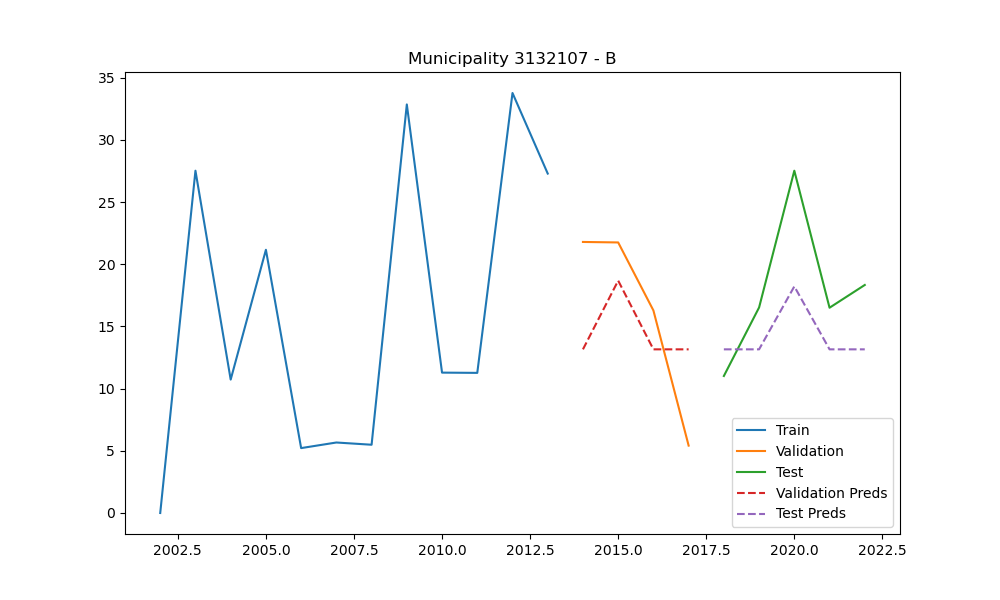 Municipality 3132107 - B
35
30
25
20
15
10
5
0
2002.5 2005.0 2007.5 2010.0 2012.5 2015.0 2017.5 2020.0 2022.5
Train
Validation
Test
Validation Preds
Test Preds